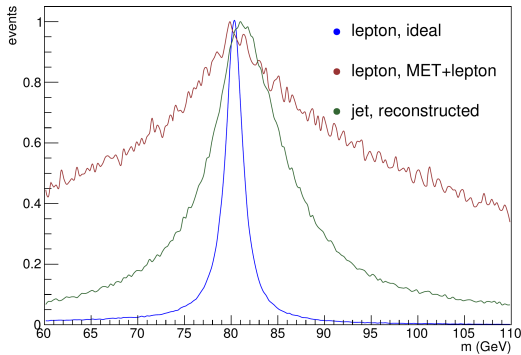 events
lepton, ideal
lepton, MET+lepton
jet, reconstructed
1
0.8
0.6
0.4
0.2
0
60 65 70 75 80 85 90 95 100 105 110
m (GeV)